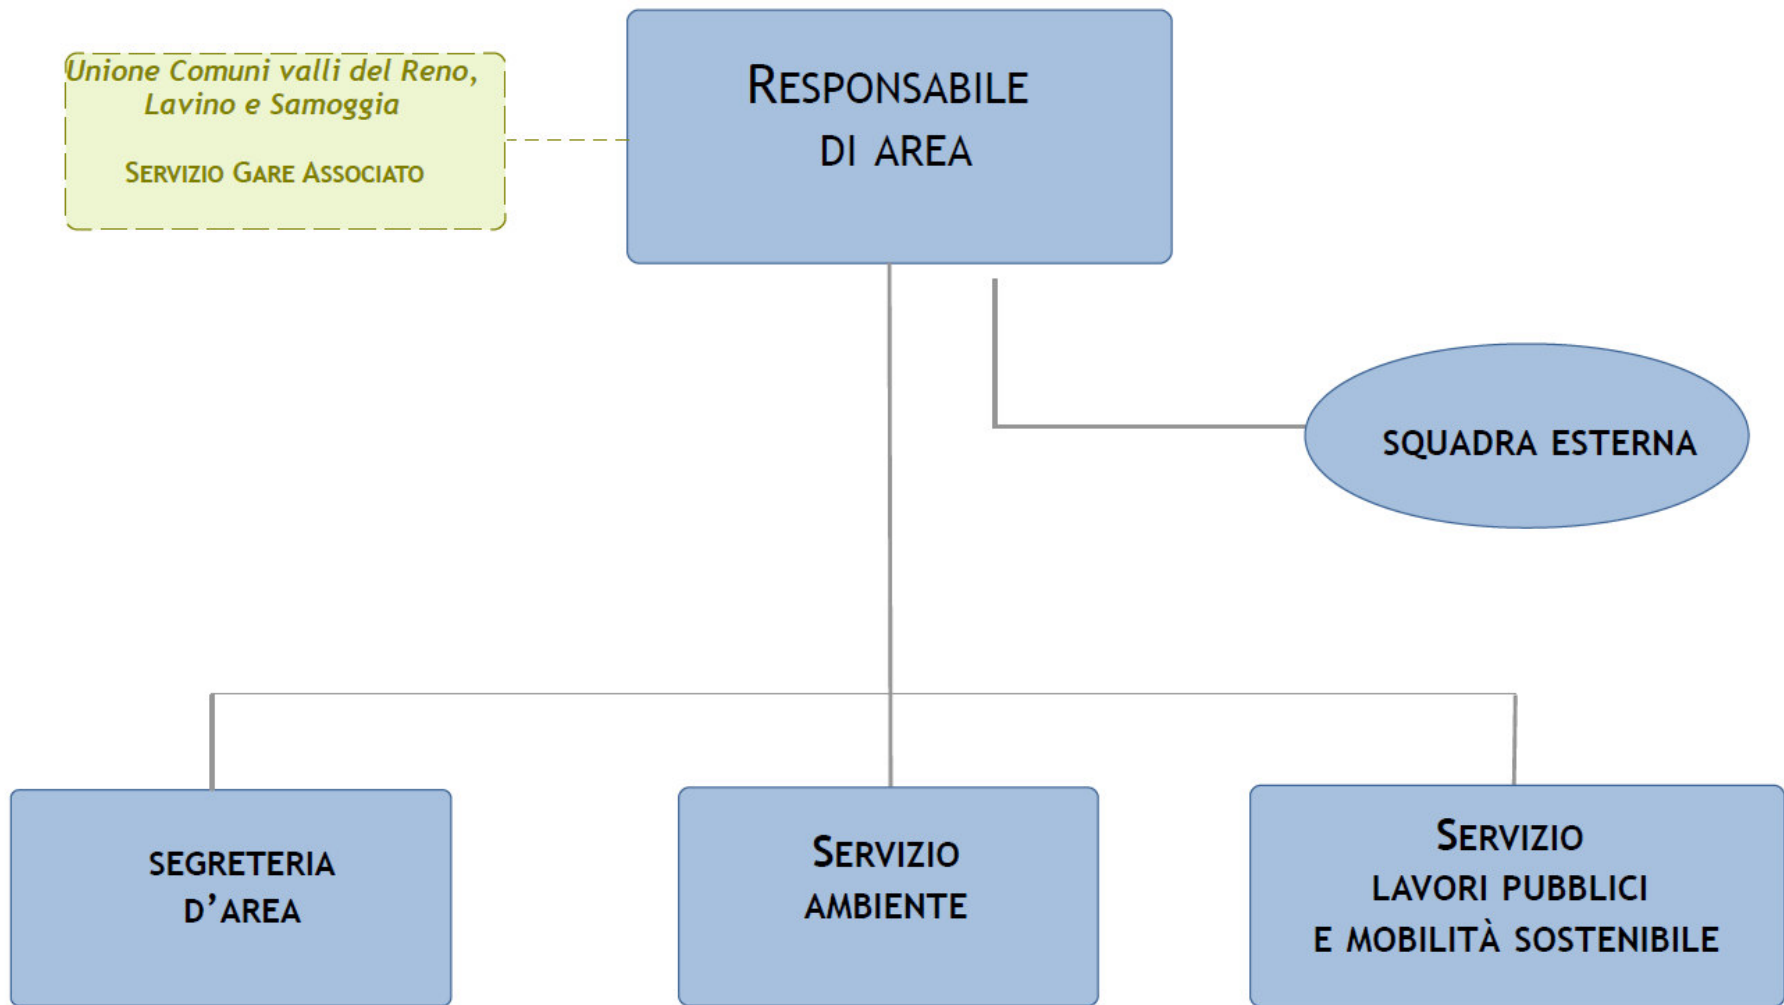 Unione Comuni valli del Reno,
Lavino e Samoggia
Servizio Gare Associato
Responsabile
di area
squadra esterna
segreteria
d’area
Servizio
ambiente
Servizio
lavori pubblici
e mobilità sostenibile